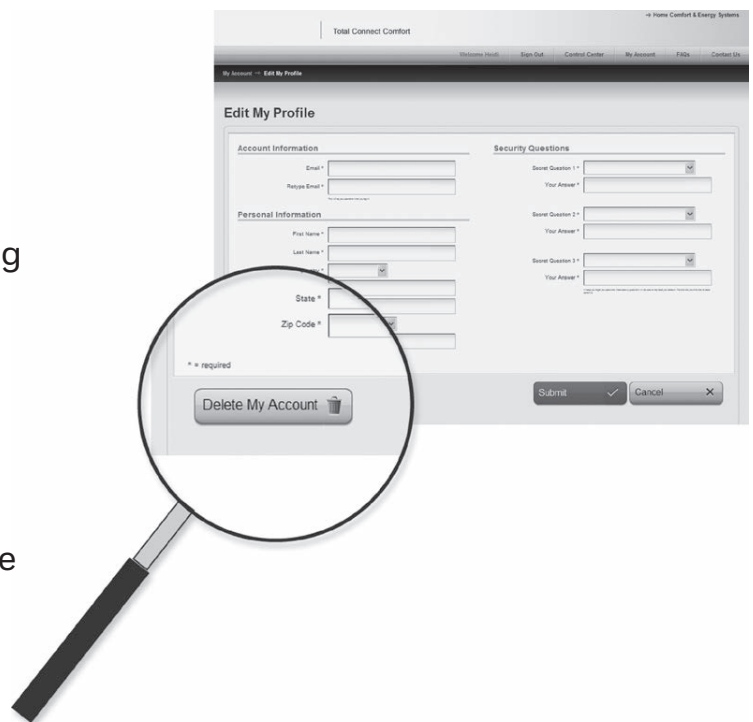 → Home Comfort & Energy Systems
Total Connect Comfort
Welcome Heidi Sign Out Control Center My Account FAQs Contact Us
My Account → Edit My Profile
Edit My Profile
Account Information
Email *
Retype Email *
Personal Information
First Name *
Last Name *
State *
Zip Code *
* = required
Delete My Account
Security Questions
Secret Question 1 *
Your Answer *
Secret Question 2 *
Your Answer *
Secret Question 3 *
Your Answer *
Submit
Cancel
g
e